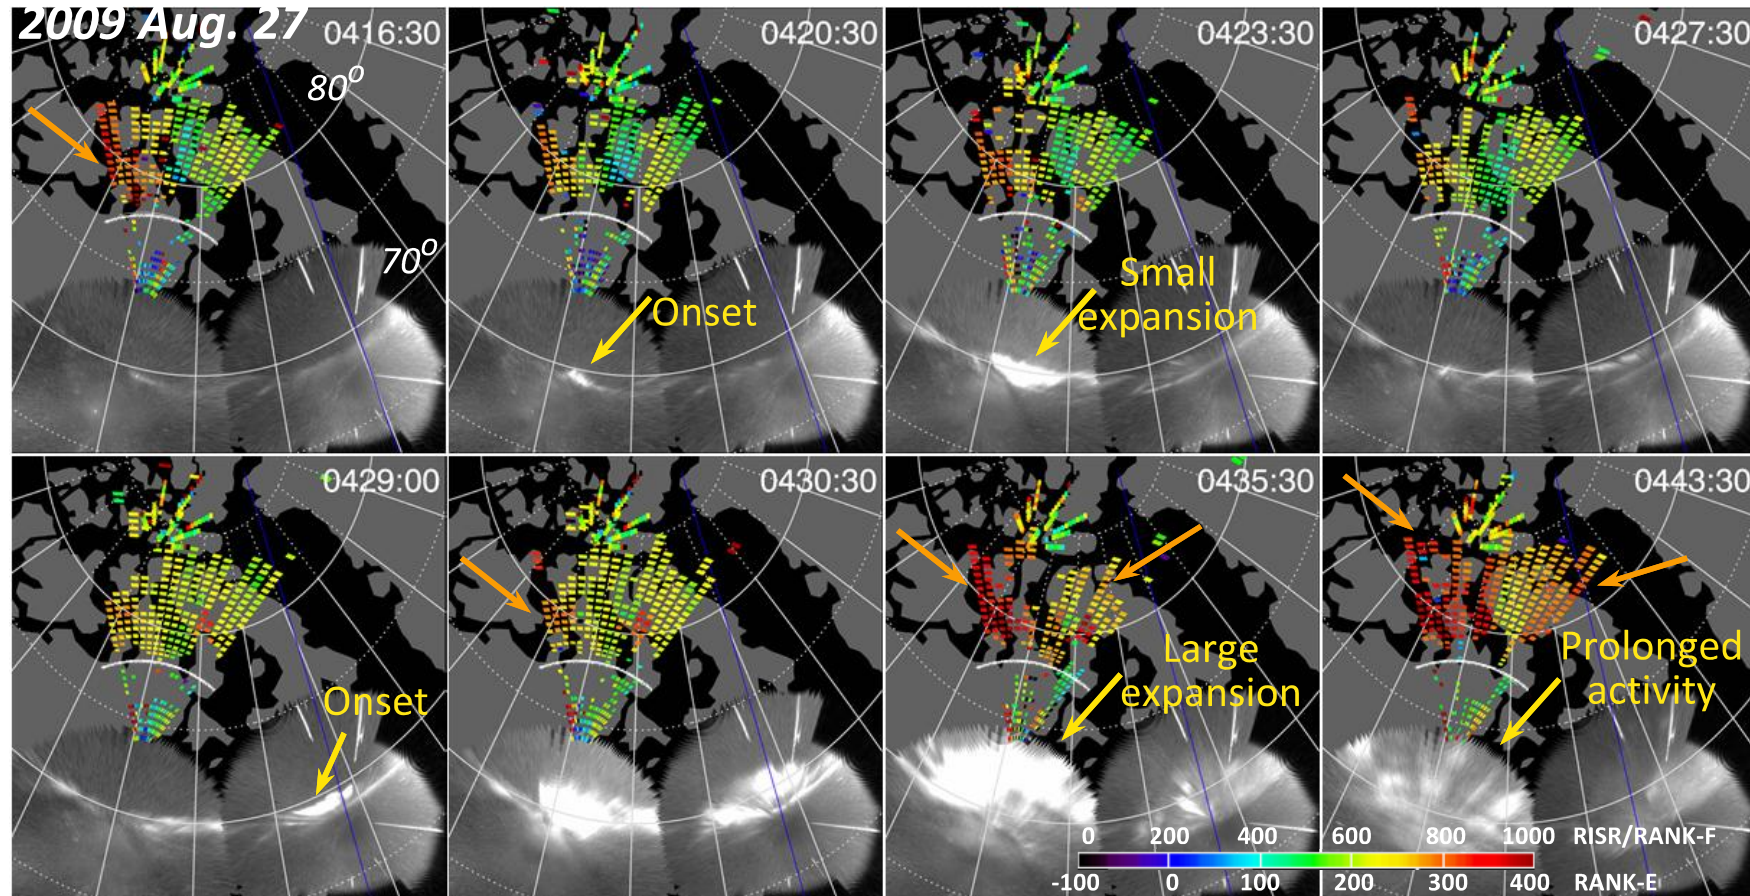 2009 Aug. 27
0416:30
80°
70°
0420:30
Onset
0423:30
Small
expansion
0427:30
0429:00
Onset
0430:30
0435:30
Large
expansion
0443:30
Prolonged
activity
0 200 400 600 800 1000 RISR/RANK-F
-100 0 100 200 300 400 RANK-E